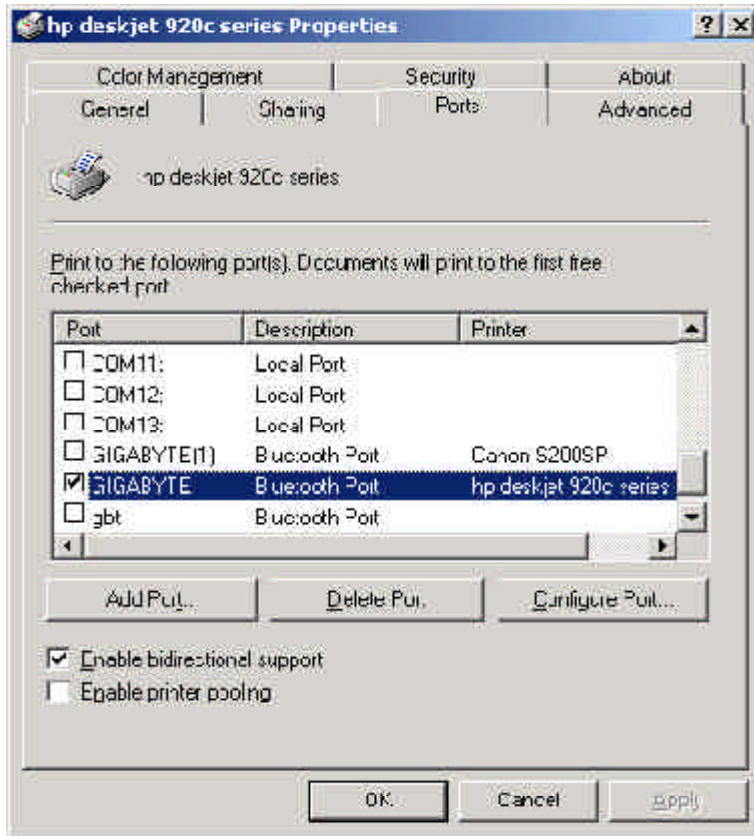 hp deskjet 920c series Properties
Color Management Security About
General Sharing Ports Advanced
hp deskjet 920c series
Print to the following port(s). Documents will print to the first free
checked port
Port Description Printer
COM11: Local Port
COM12: Local Port
COM13: Local Port
GIGABYTE(1) Bluetooth Port Canon S200SP
GIGABYTE Bluetooth Port hp deskjet 920c series
gbt Bluetooth Port
Add Port... Delete Port Configure Port...
Enable bidirectional support
Enable printer pooling
OK Cancel Apply